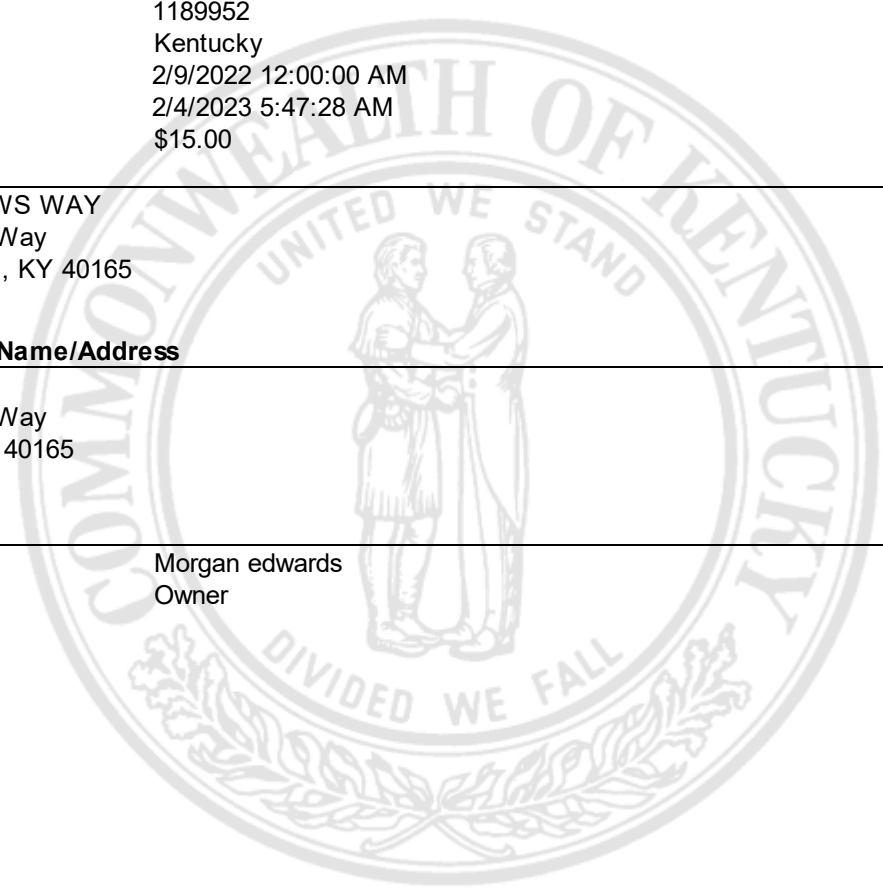 1189952
Kentucky
2/9/2022 12:00:00 AM
2/4/2023 5:47:28 AM
$15.00
WS WAY
Way
, KY 40165
Name/Address
Way
40165
Morgan edwards
Owner
COMMONWEALTH OF KENTUCKY
UNITED WE STAND
DIVIDED WE FALL